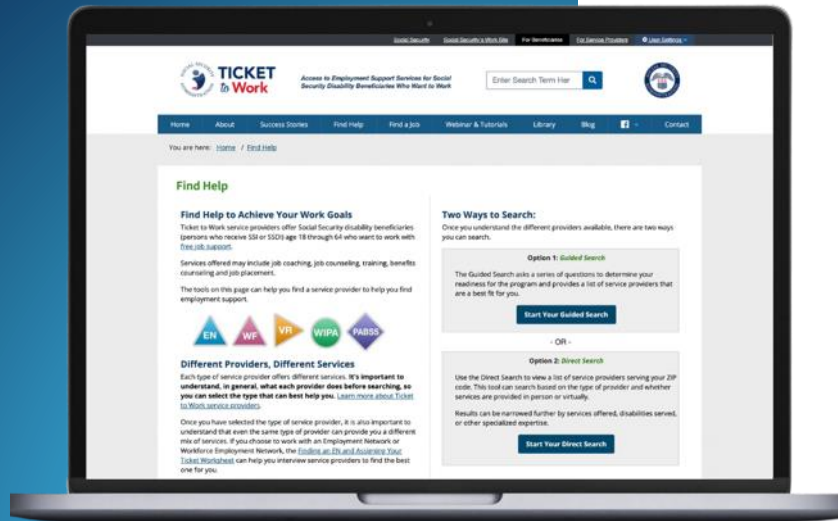 Social Security Social Security's Work Site For Beneficiaries For Service Providers User Settings
SOCIAL SECURITY ADMINISTRATION
TICKET
to Work
Access to Employment Support Services for Social
Security Disability Beneficiaries Who Want to Work
Enter Search Term Her
Home About Success Stories Find Help Find a Job Webinar & Tutorials Library Blog f Contact
You are here: Home / Find Help
Find Help
Find Help to Achieve Your Work Goals
Ticket to Work service providers offer Social Security disability beneficiaries
(persons who receive SSI or SSDI) age 18 through 64 who want to work with
free job support.
Services offered may include job coaching, job counseling, training, benefits
counseling and job placement.
The tools on this page can help you find a service provider to help you find
employment support.
EN WF VR WIPA PABSS
Different Providers, Different Services
Each type of service provider offers different services. It's important to
understand, in general, what each provider does before searching, so
you can select the type that can best help you. Learn more about Ticket
to Work service providers.
Once you have selected the type of service provider, it is also important to
understand that even the same type of provider can provide you a different
mix of services. If you choose to work with an Employment Network or
Workforce Employment Network, the Finding an EN and Assigning Your
Ticket Worksheet can help you interview service providers to find the best
one for you.
Two Ways to Search:
Once you understand the different providers available, there are two ways
you can search.
Option 1: Guided Search
The Guided Search asks a series of questions to determine your
readiness for the program and provides a list of service providers that
are a best fit for you.
Start Your Guided Search
- OR -
Option 2: Direct Search
Use the Direct Search to view a list of service providers serving your ZIP
code. This tool can search based on the type of provider and whether
services are provided in person or virtually.
Results can be narrowed further by services offered, disabilities served,
or other specialized expertise.
Start Your Direct Search